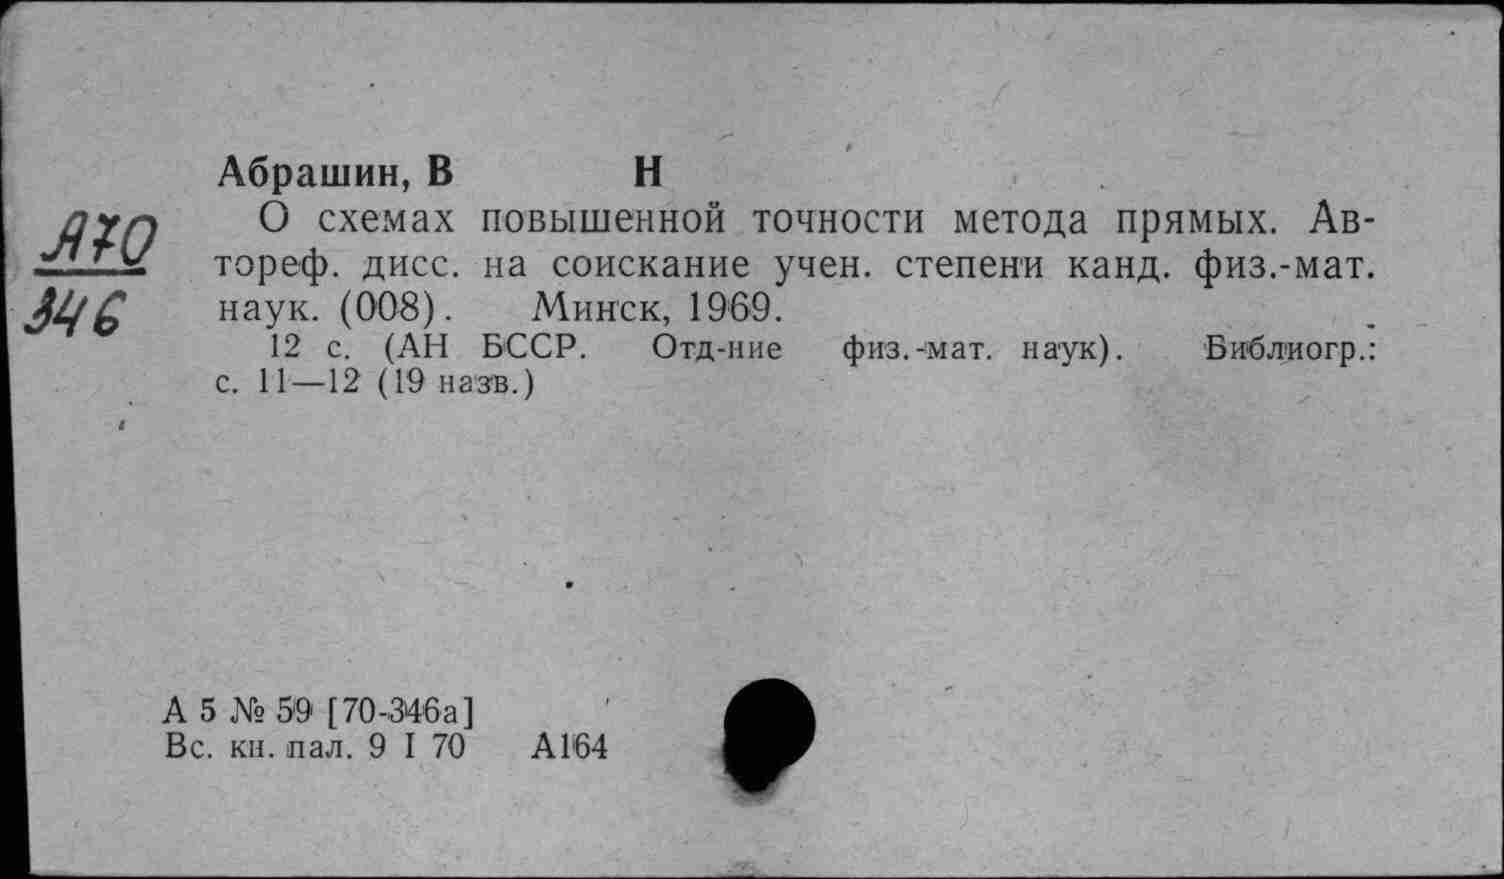 Абрашин, В Н
А70
346
О схемах повышенной точности метода прямых. Ав-
тореф. дисс. на соискание учен. степени канд. физ.-мат.
наук. (008). Минск, 1969.
12 с. (АН БССР. Отд-ние физ.-мат. наук). Библиогр.:
с. 11—12 (19 назв.)
А 5 № 59 [70-346а]
Вс. кн. пал. 9 I 70 А164